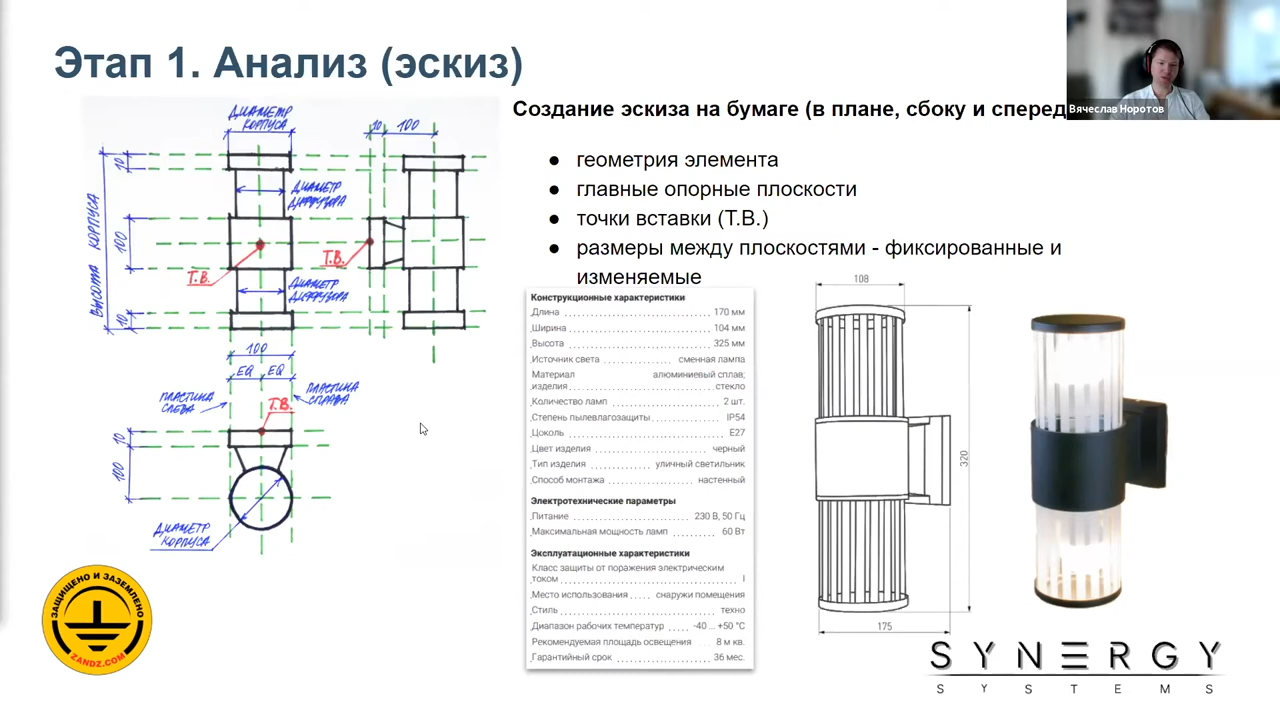 Этап 1. Анализ (эскиз)
Вячеслав Норотов
Создание эскиза на бумаге (в плане, сбоку и сперед
● геометрия элемента
● главные опорные плоскости
● точки вставки (Т.В.)
● размеры между плоскостями - фиксированные и
изменяемые
ДИАМЕТР
КОРПУСА
10
100
10
ДИАМЕТР
ДИФФУЗОРА
ВЫСОТА КОРПУСА
100
Т.В.
Т.В.
ДИАМЕТР
ДИФФУЗОРА
10
100
EQ
EQ
ПЛАСТИНА
СЛЕВА
ПЛАСТИНА
СПРАВА
Т.В.
10
100
ДИАМЕТР
КОРПУСА
Конструкционные характеристики
Длина 170 мм
Ширина 104 мм
Высота 325 мм
Источник света сменная лампа
Материал алюминиевый сплав;
изделия стекло
Количество ламп 2 шт.
Степень пылевлагозащиты IP54
Цоколь E27
Цвет изделия черный
Тип изделия уличный светильник
Способ монтажа настенный
Электротехнические параметры
Питание 230 В, 50 Гц
Максимальная мощность ламп 60 Вт
Эксплуатационные характеристики
Класс защиты от поражения электрическим
током I
Место использования снаружи помещения
Стиль техно
Диапазон рабочих температур -40 ... +50 °C
Рекомендуемая площадь освещения 8 м кв.
Гарантийный срок 36 мес.
108
320
175
ЗАЩИЩЕНО И ЗАЗЕМЛЕНО
ZANDZ.COM
SYNERGY
SYSTEMS